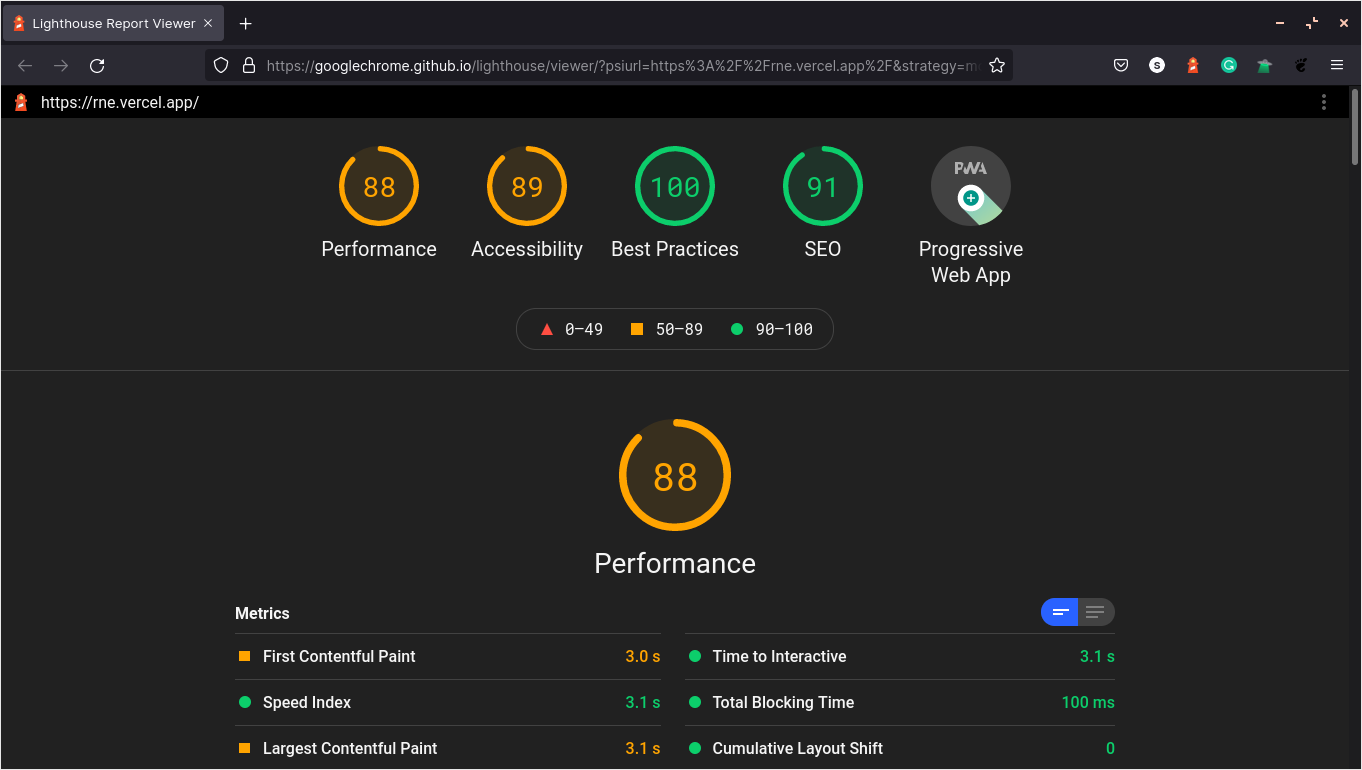 Lighthouse Report Viewer
https://googlechrome.github.io/lighthouse/viewer/?psiurl=https%3A%2F%2Frne.vercel.app%2F&strategy=m
S
G
https://rne.vercel.app/
88
89
100
91
PWA
Performance
Accessibility
Best Practices
SEO
Progressive
Web App
0–49
50–89
90–100
88
Performance
Metrics
First Contentful Paint 3.0 s
Time to Interactive 3.1 s
Speed Index 3.1 s
Total Blocking Time 100 ms
Largest Contentful Paint 3.1 s
Cumulative Layout Shift 0